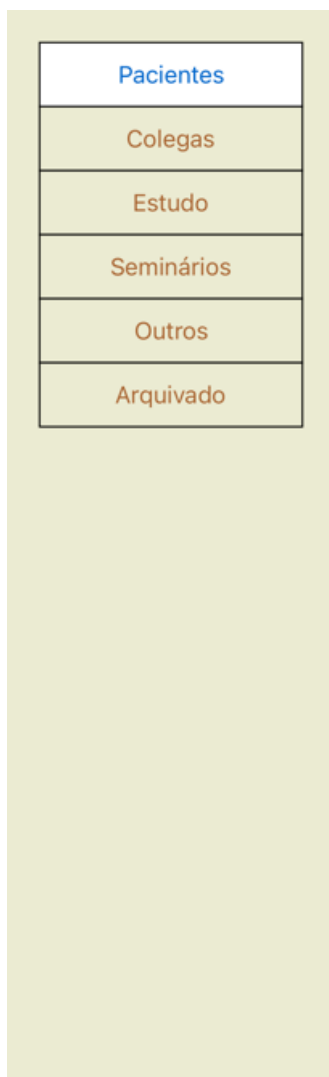 Pacientes
Colegas
Estudo
Seminários
Outros
Arquivado